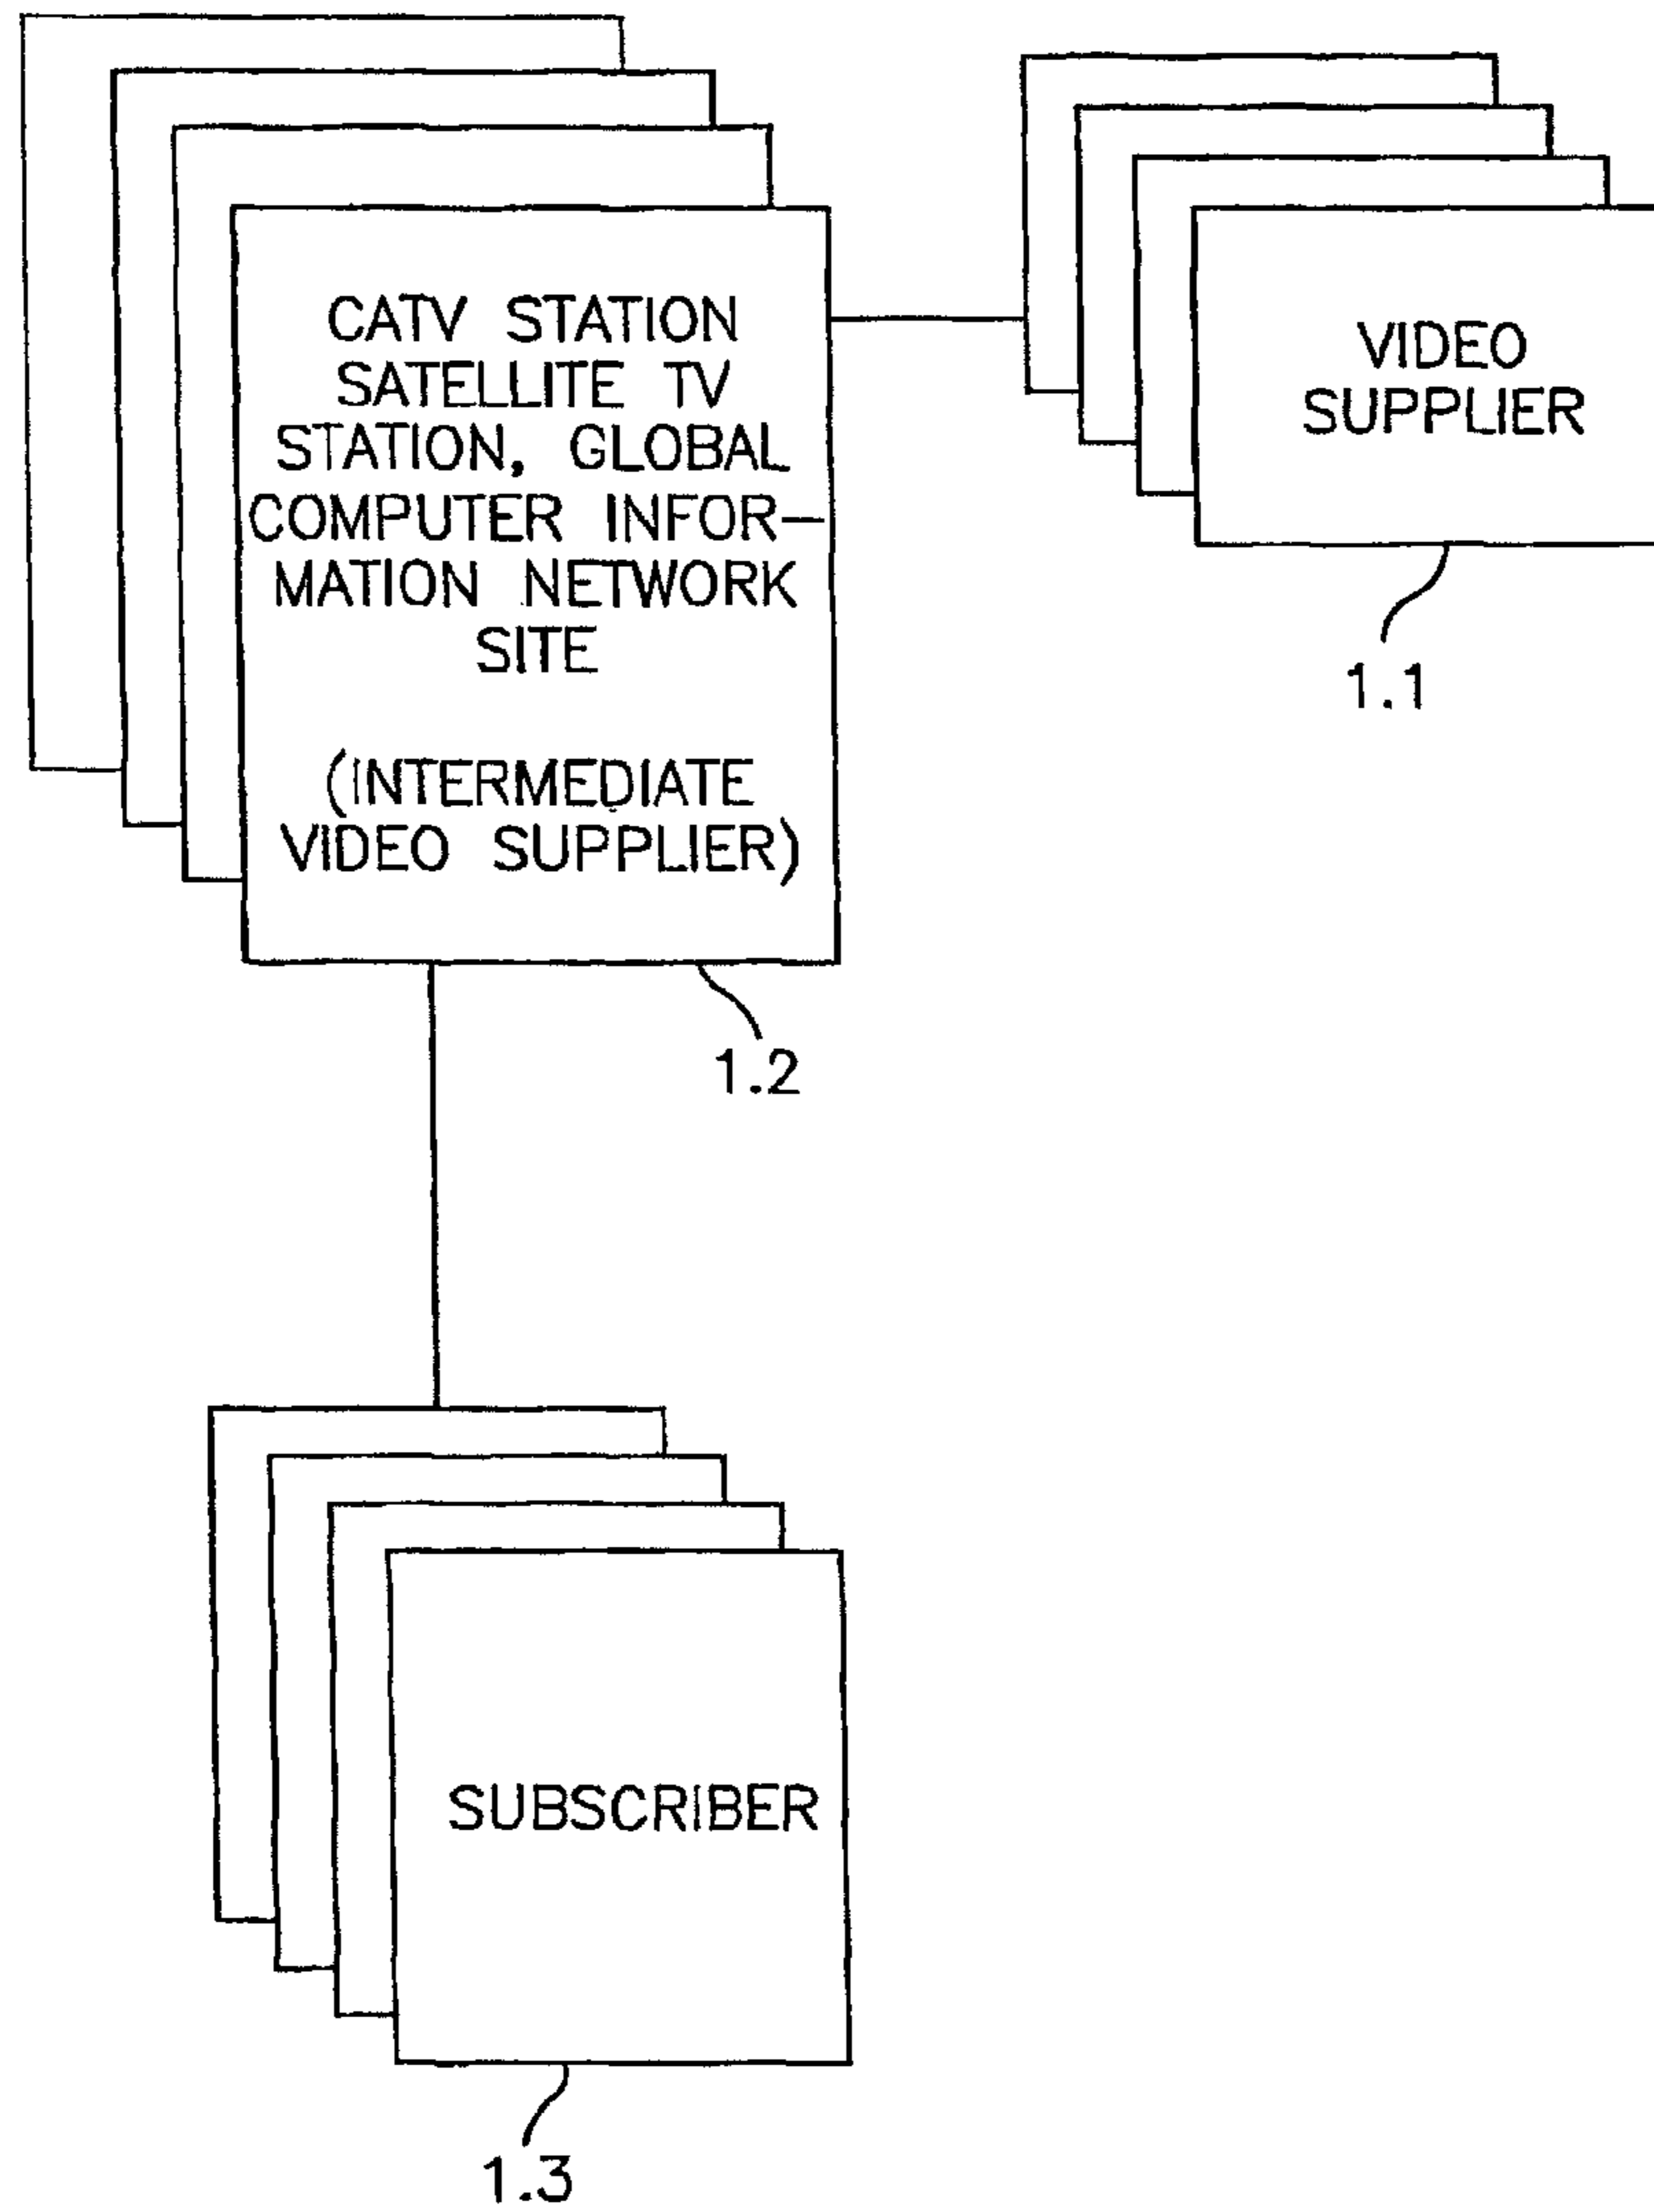 CATV STATION
SATELLITE TV
STATION, GLOBAL
COMPUTER INFOR-
MATION NETWORK
SITE
(INTERMEDIATE
VIDEO SUPPLIER)
1.2
VIDEO
SUPPLIER
1.1
SUBSCRIBER
1.3